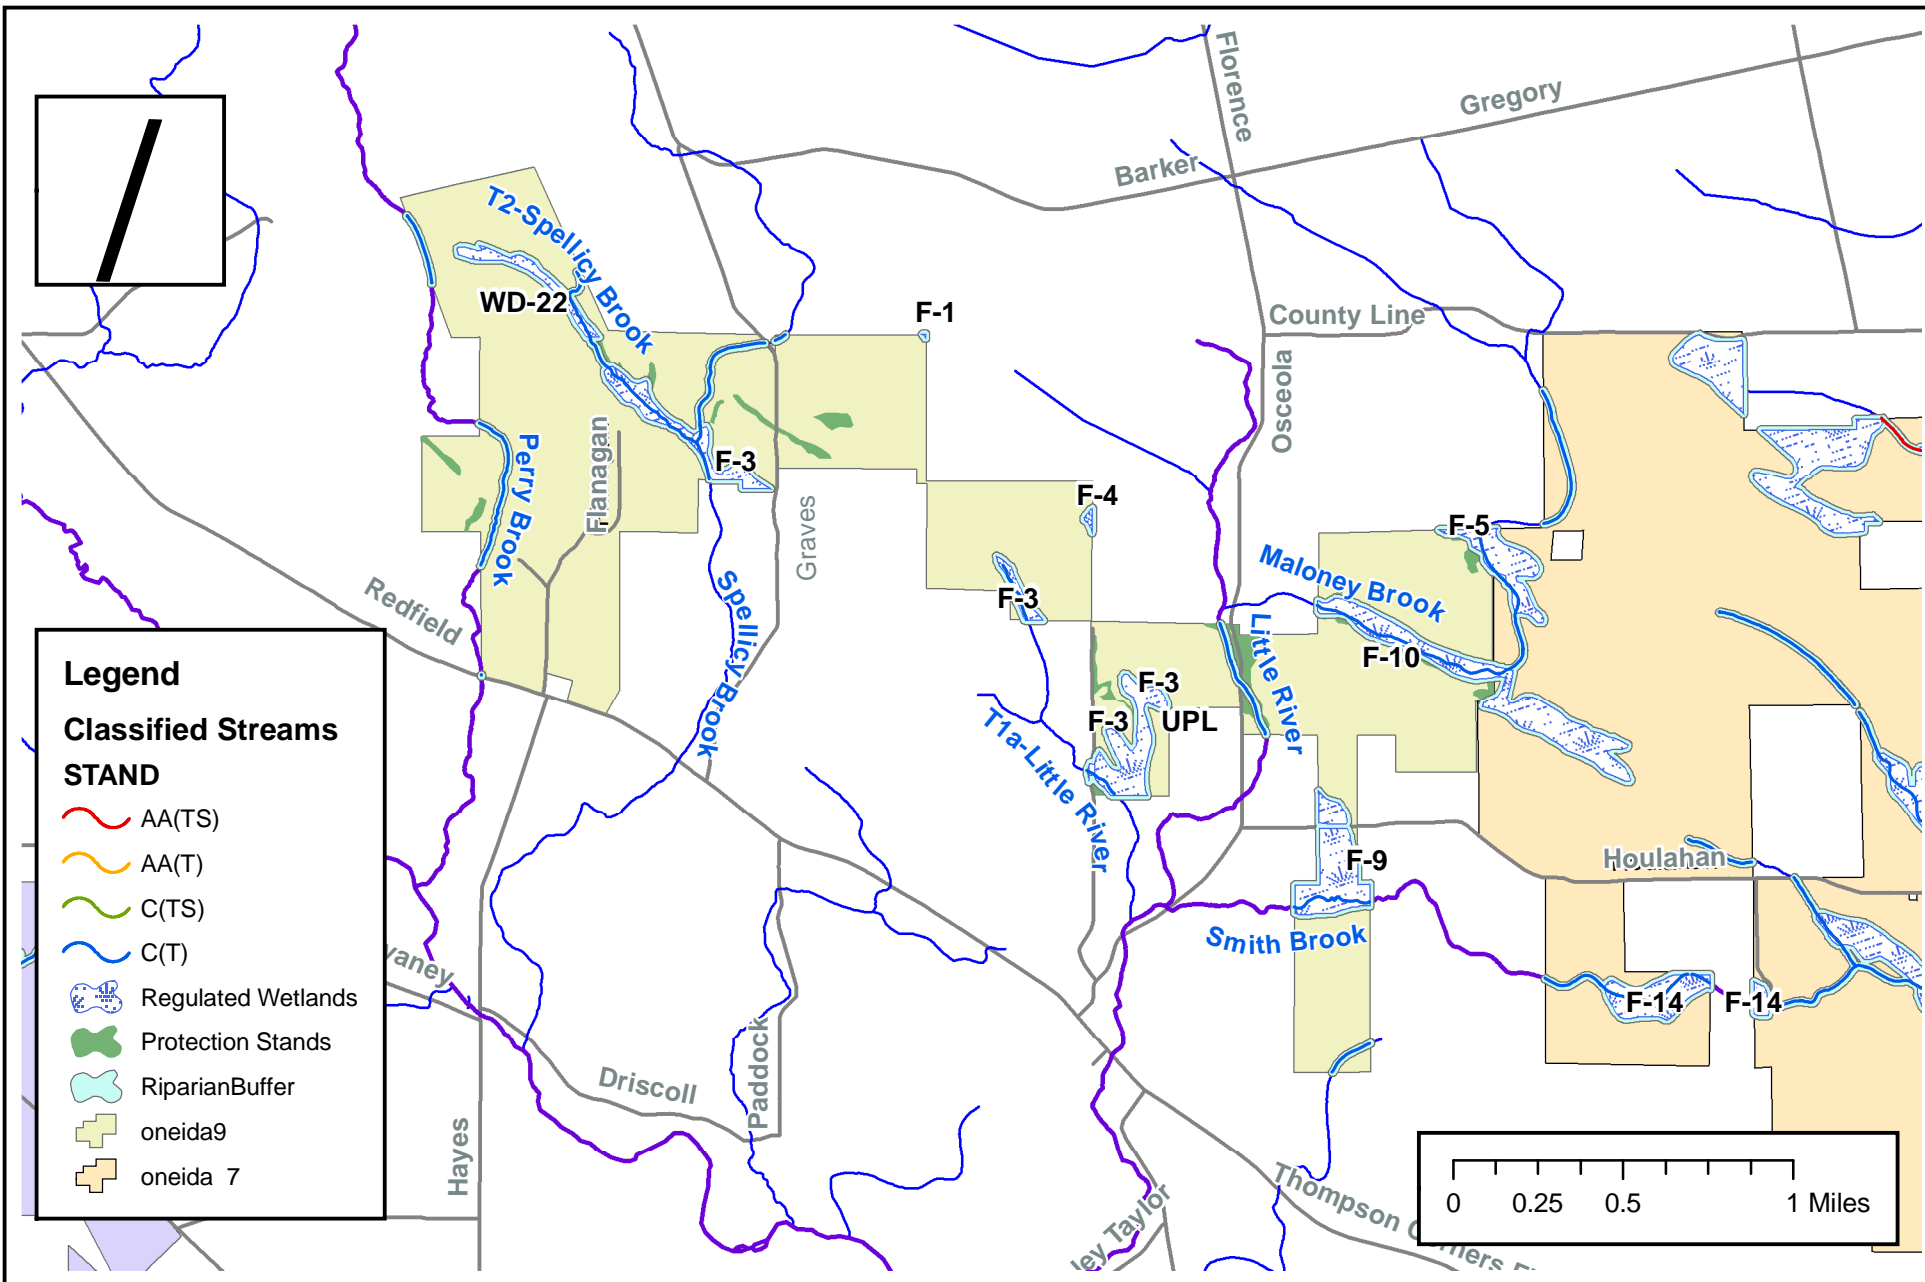 Florence
Gregory
Barker
T2-Spellicy Brook
WD-22
F-1
County Line
Osceola
Perry Brook
Flanagan
F-3
Graves
F-4
F-5
Maloney Brook
F-3
F-10
Redfield
Spellicy Brook
Little River
F-3
F-3
UPL
T1a-Little River
Houlahan
F-9
Smith Brook
F-14
F-14
vaney
Driscoll
Paddock
Hayes
ley Taylor
Thompson C
Legend
Classified Streams
STAND
AA(TS)
AA(T)
C(TS)
C(T)
Regulated Wetlands
Protection Stands
RiparianBuffer
oneida9
oneida 7
0 0.25 0.5 1 Miles